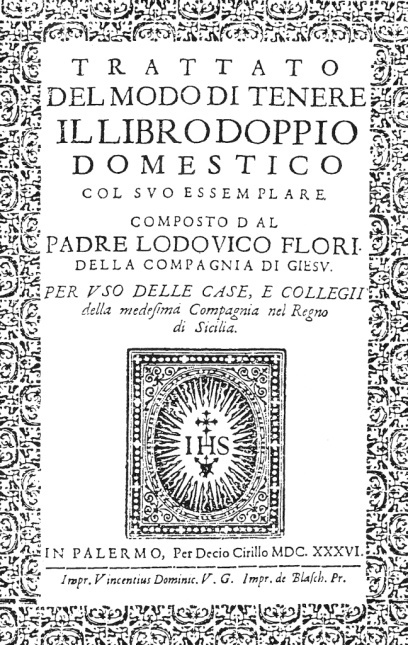 TRATTATO
DEL MODO DI TENERE
IL LIBRO DOPPIO
DOMESTICO
COL SVO ESSEMPLARE
COMPOSTO DAL
PADRE LODOVICO FLORI.
DELLA COMPAGNIA DI GIESV.
PER VSO DELLE CASE, E COLLEGII
della medesima Compagnia nel Regno
di Sicilia.
IHS
IN PALERMO, Per Decio Cirillo MDC. XXXVI.
Impr. Vincentius Dominic. V. G. Impr. de Blasch. Pr.